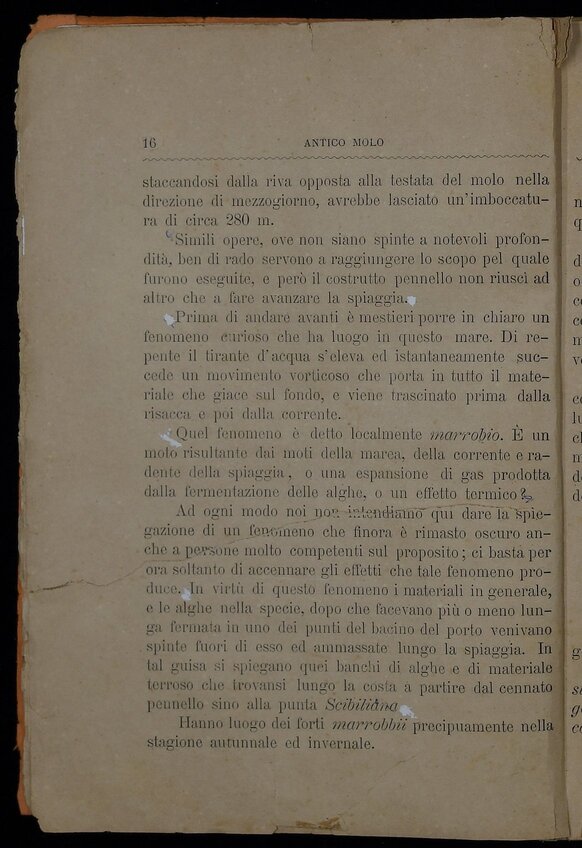 16 ANTICO MOLO
staccandosi dalla riva opposta alla testata del molo nella
direzione di mezzogiorno, avrebbe lasciato un'imboccatu-
ra di circa 280 m.
Simili opere, ove non siano spinte a notevoli profon-
dità, ben di rado servono a raggiungere lo scopo pel quale
furono eseguite, e però il costrutto pennello non riuscì ad
altro che a fare avanzare la spiaggia.
Prima di andare avanti è mestieri porre in chiaro un
fenomeno curioso che ha luogo in questo mare. Di re-
pente il tirante d'acqua s'eleva ed istantaneamente suc-
cede un movimento vorticoso che porta in tutto il mate-
riale che giace sul fondo, e viene trascinato prima dalla
risacca e poi dalla corrente.
Quel fenomeno è detto localmente marrobio. È un
moto risultante dai moti della marea, della corrente e ra-
dente della spiaggia, o una espansione di gas prodotta
dalla fermentazione delle alghe, o un effetto termico?
Ad ogni modo noi non intendiamo qui dare la spie-
gazione di un fenomeno che finora è rimasto oscuro an-
che a persone molto competenti sul proposito; ci basta per
ora soltanto di accennare gli effetti che tale fenomeno pro-
duce. In virtù di questo fenomeno i materiali in generale,
e le alghe nella specie, dopo che facevano più o meno lun-
ga fermata in uno dei punti del bacino del porto venivano
spinte fuori di esso ed ammassate lungo la spiaggia. In
tal guisa si spiegano quei banchi di alghe e di materiale
terroso che trovansi lungo la costa a partire dal cennato
pennello sino alla punta Scibiliàna
Hanno luogo dei forti marrobbii precipuamente nella
stagione autunnale ed invernale.